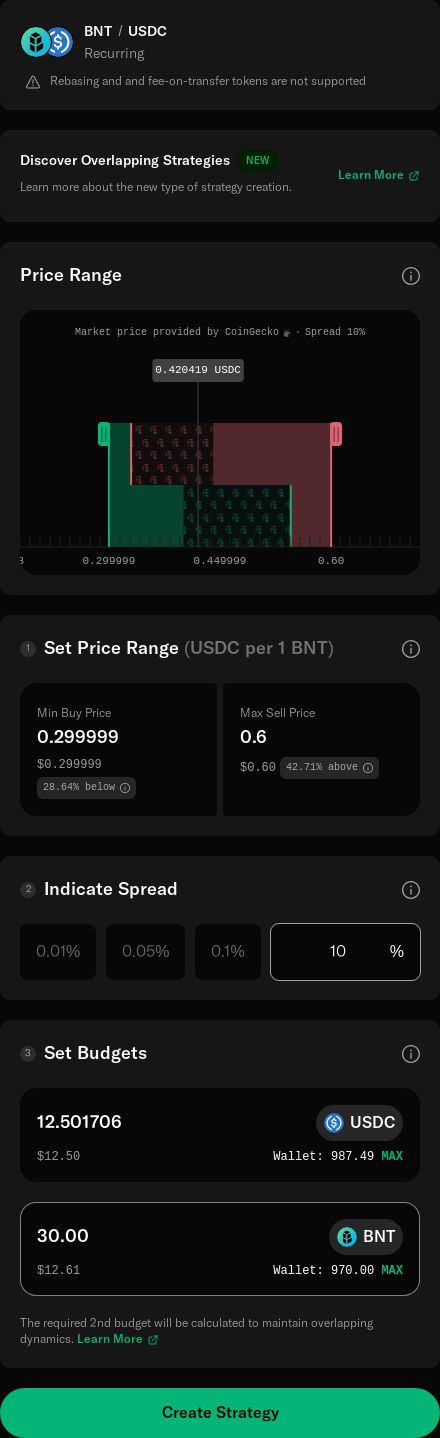 BNT / USDC
Recurring
Rebasing and and fee-on-transfer tokens are not supported
Discover Overlapping Strategies NEW
Learn more about the new type of strategy creation.
Learn More
Price Range
Market price provided by CoinGecko · Spread 10%
0.420419 USDC
0.299999 0.449999 0.60
1 Set Price Range (USDC per 1 BNT)
Min Buy Price
0.299999
$0.299999
28.64% below
Max Sell Price
0.6
$0.60 42.71% above
2 Indicate Spread
0.01% 0.05% 0.1% 10 %
3 Set Budgets
12.501706 USDC
$12.50 Wallet: 987.49 MAX
30.00 BNT
$12.61 Wallet: 970.00 MAX
The required 2nd budget will be calculated to maintain overlapping
dynamics. Learn More
Create Strategy